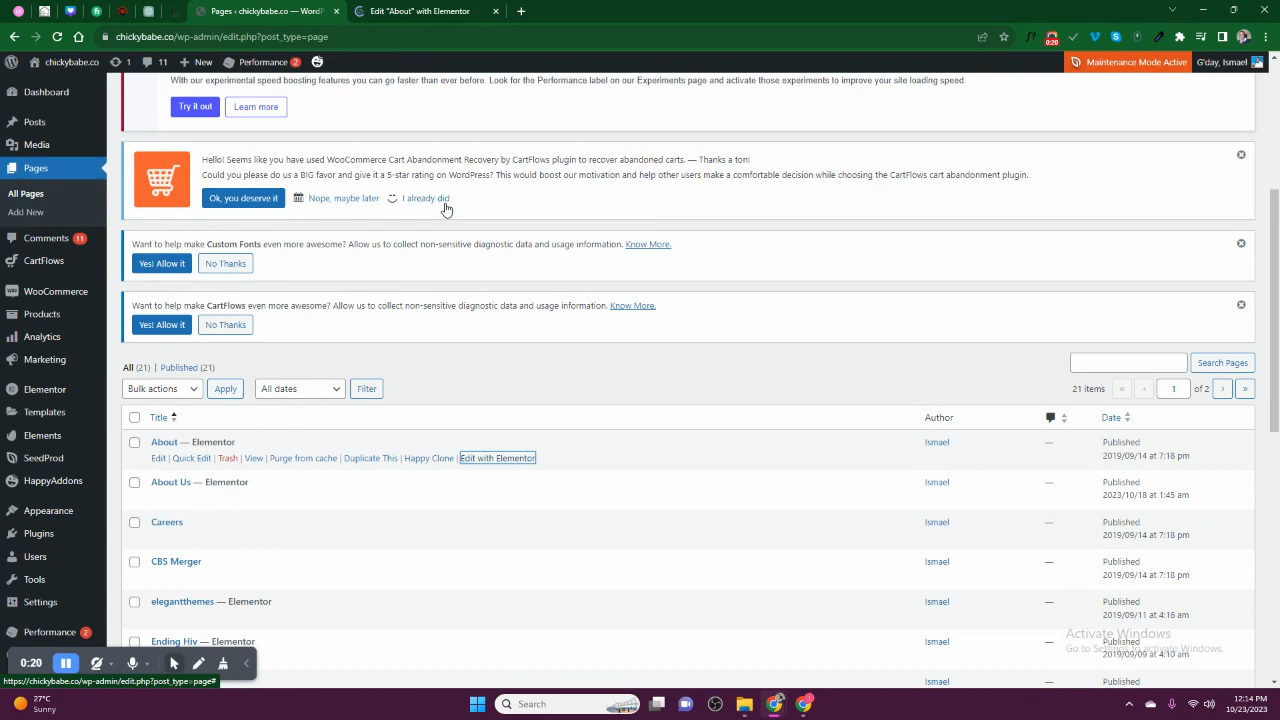 Pages ‹ chickybabe.co — WordP
Edit "About" with Elementor
chickybabe.co/wp-admin/edit.php?post_type=page
0:20
chickybabe.co
1
11
New
Performance 2
Maintenance Mode Active
G'day, Ismael
Dashboard
Posts
Media
Pages
All Pages
Add New
Comments 11
CartFlows
WooCommerce
Products
Analytics
Marketing
Elementor
Templates
Elements
SeedProd
HappyAddons
Appearance
Plugins
Users
Tools
Settings
Performance 2
With our experimental speed boosting features you can go faster than ever before. Look for the Performance label on our Experiments page and activate those experiments to improve your site loading speed
Try it out
Learn more
Hello! Seems like you have used WooCommerce Cart Abandonment Recovery by CartFlows plugin to recover abandoned carts. — Thanks a ton!
Could you please do us a BIG favor and give it a 5-star rating on WordPress? This would boost our motivation and help other users make a comfortable decision while choosing the CartFlows cart abandonment plugin.
Ok, you deserve it
Nope, maybe later
I already did
Want to help make Custom Fonts even more awesome? Allow us to collect non-sensitive diagnostic data and usage information. Know More.
Yes! Allow it
No Thanks
Want to help make CartFlows even more awesome? Allow us to collect non-sensitive diagnostic data and usage information. Know More.
Yes! Allow it
No Thanks
All (21) | Published (21)
Search Pages
Bulk actions
Apply
All dates
Filter
21 items « ‹ 1 of 2 › »
Title
Author
Date
About — Elementor
Ismael
—
Published
2019/09/14 at 7:18 pm
Edit | Quick Edit | Trash | View | Purge from cache | Duplicate This | Happy Clone | Edit with Elementor
About Us — Elementor
Ismael
—
Published
2023/10/18 at 1:45 am
Careers
Ismael
—
Published
2019/09/14 at 7:18 pm
CBS Merger
Ismael
—
Published
2019/09/14 at 7:18 pm
elegantthemes — Elementor
Ismael
—
Published
2019/09/11 at 4:16 am
Ending Hiv — Elementor
Ismael
—
Published
2019/09/09 at 4:10 am
Ismael
—
Published
Activate Windows
Go to Settings to activate Windows.
0:20
https://chickybabe.co/wp-admin/edit.php?post_type=page#
27°C
Sunny
Search
12:14 PM
10/23/2023